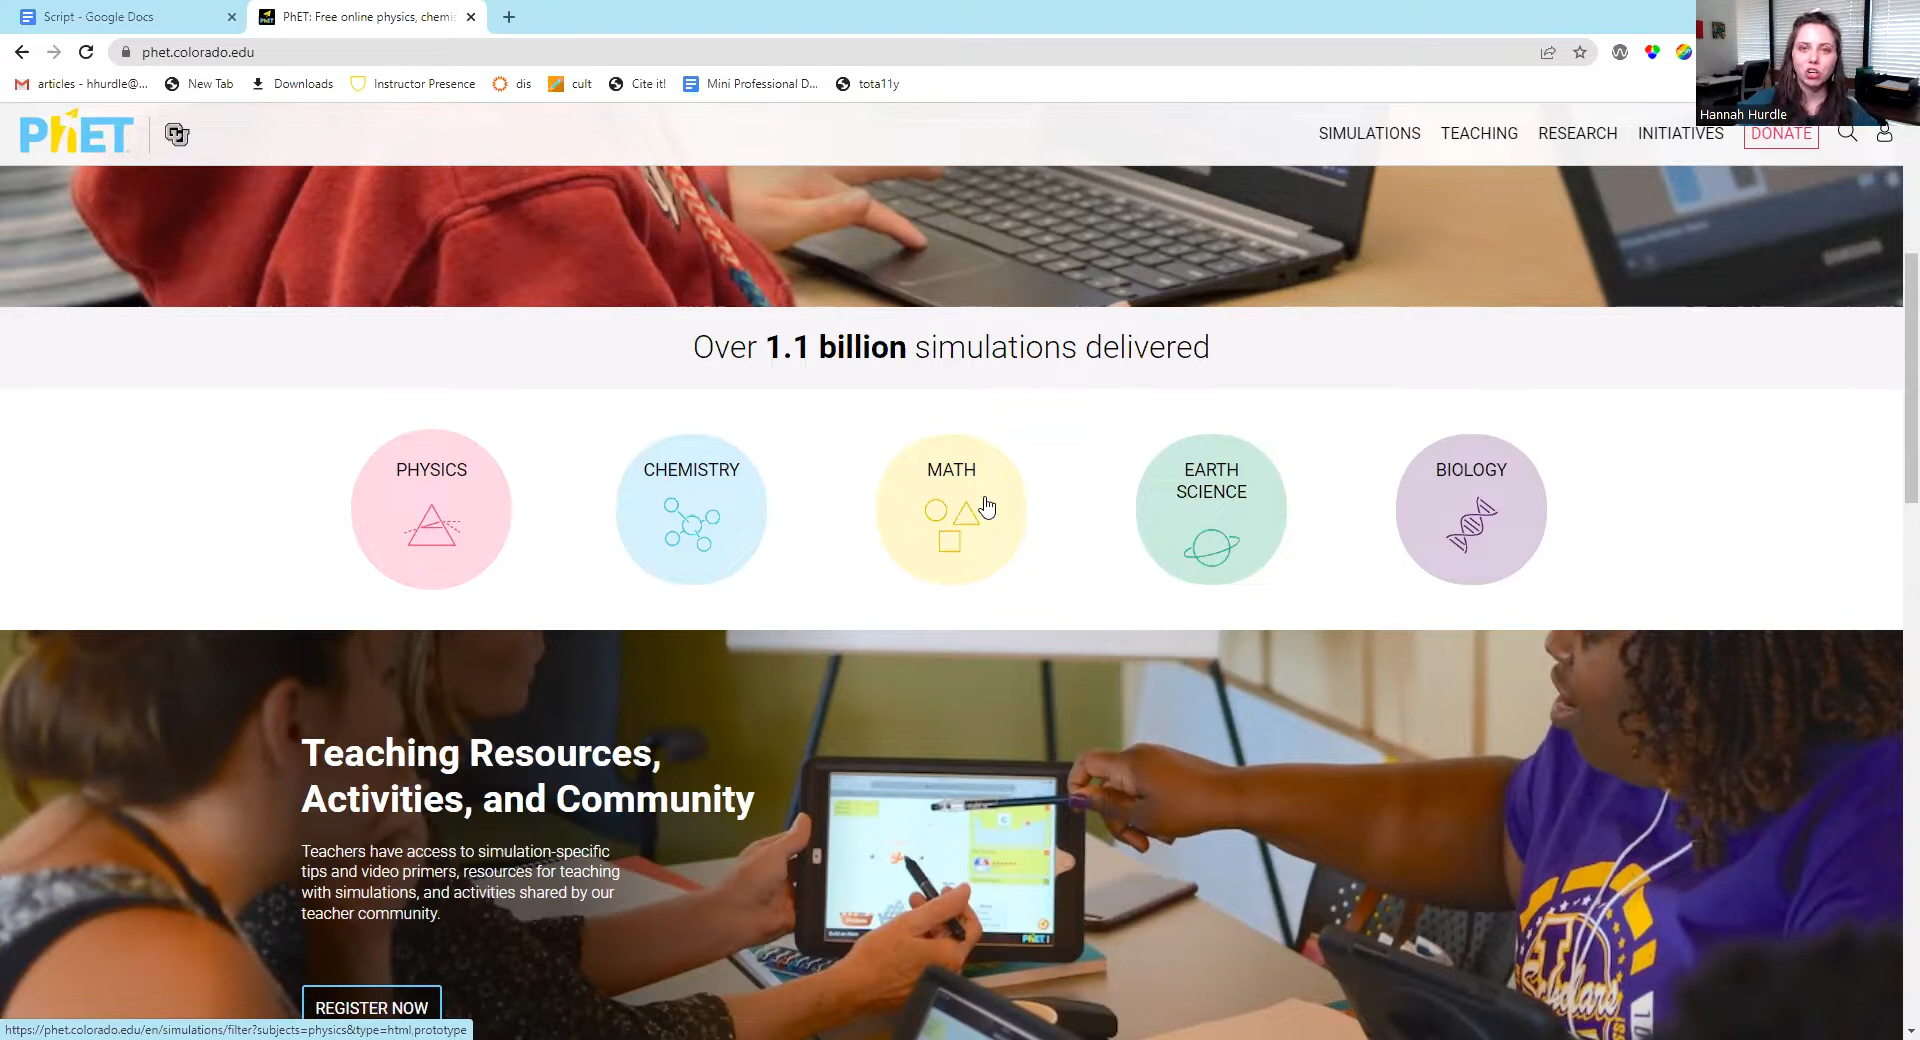 Script - Google Docs
PhET: Free online physics, chemis
phet.colorado.edu
articles - hhurdle@...
New Tab
Downloads
Instructor Presence
dis
cult
Cite it!
Mini Professional D...
tota11y
Hannah Hurdle
PhET
CU
SIMULATIONS
TEACHING
RESEARCH
INITIATIVES
DONATE
Over 1.1 billion simulations delivered
PHYSICS
CHEMISTRY
MATH
EARTH
SCIENCE
BIOLOGY
Teaching Resources,
Activities, and Community
Teachers have access to simulation-specific
tips and video primers, resources for teaching
with simulations, and activities shared by our
teacher community.
REGISTER NOW
https://phet.colorado.edu/en/simulations/filter?subjects=physics&type=html,prototype